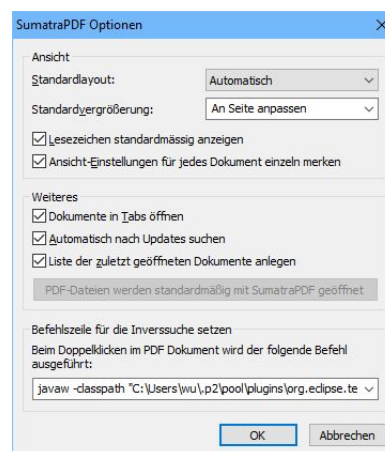 SumatraPDF Optionen
Ansicht
Standardlayout:
Automatisch
Standardvergrößerung:
An Seite anpassen
Lesezeichen standardmässig anzeigen
Ansicht-Einstellungen für jedes Dokument einzeln merken
Weiteres
Dokumente in Tabs öffnen
Automatisch nach Updates suchen
Liste der zuletzt geöffneten Dokumente anlegen
PDF-Dateien werden standardmäßig mit SumatraPDF geöffnet
Befehlszeile für die Inverssuche setzen
Beim Doppelklicken im PDF Dokument wird der folgende Befehl
ausgeführt:
javaw -classpath "C:\Users\wu\.p2\pool\plugins\org.eclipse.te
OK
Abbrechen